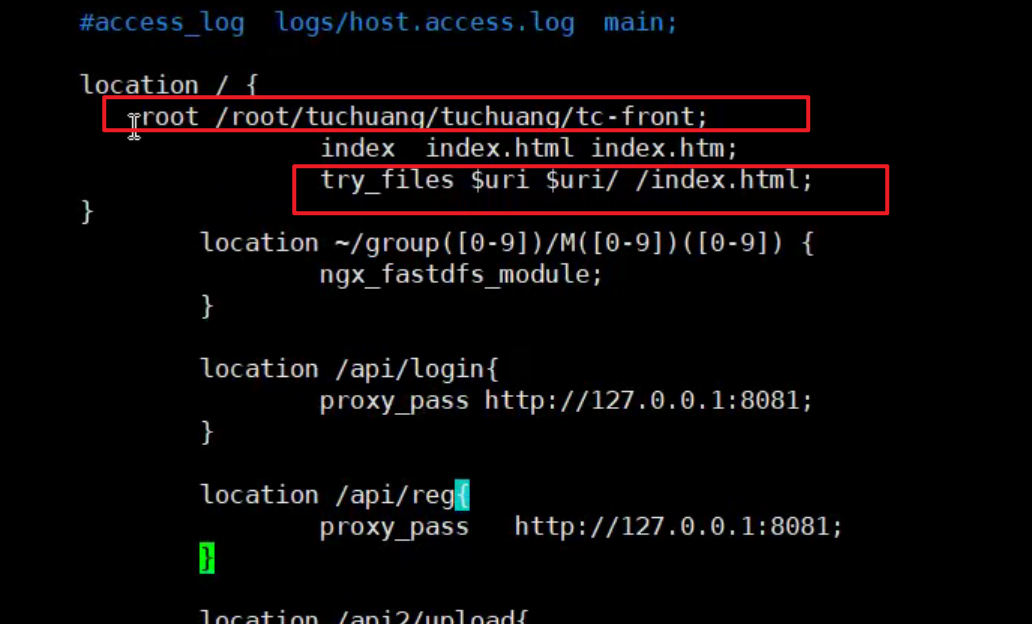 #access_log  logs/host.access.log  main;
location / {
root /root/tuchuang/tuchuang/tc-front;
index  index.html index.htm;
try_files $uri $uri/ /index.html;
}
location ~/group([0-9])/M([0-9])([0-9]) {
ngx_fastdfs_module;
}
location /api/login{
proxy_pass http://127.0.0.1:8081;
}
location /api/reg{
proxy_pass   http://127.0.0.1:8081;
}
location /api2/upload{